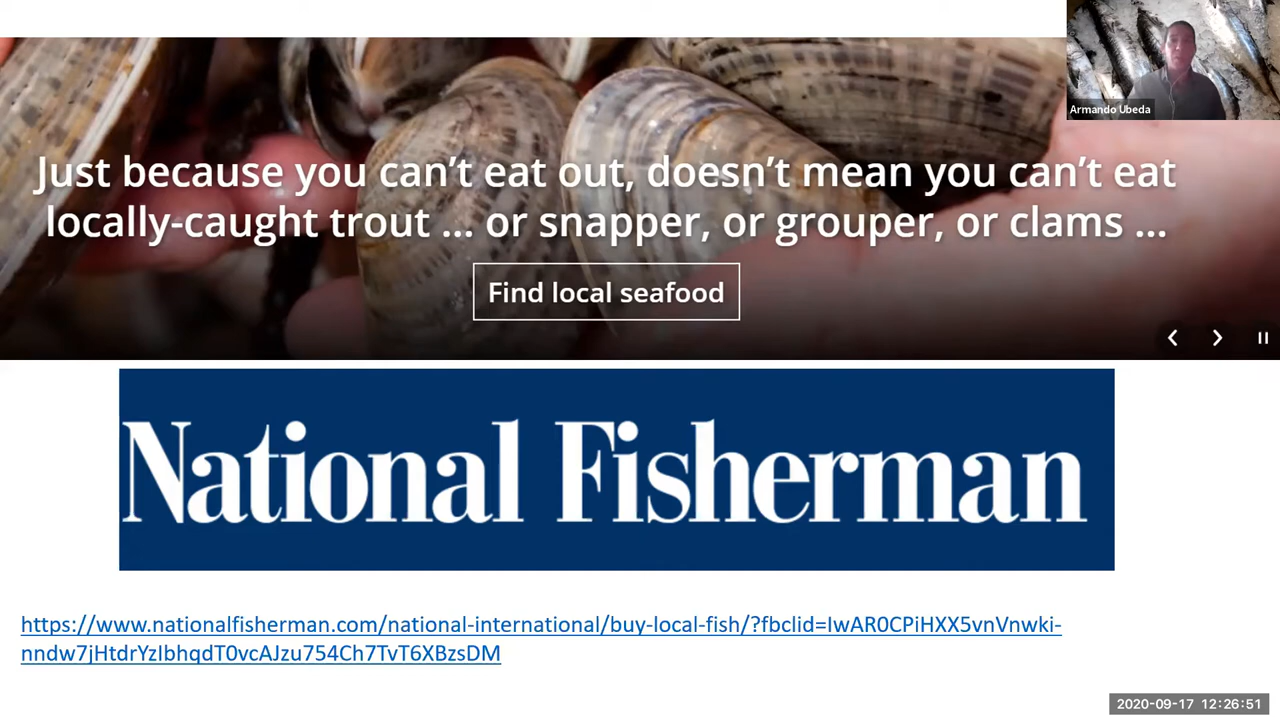 Armando Ubeda
Just because you can't eat out, doesn't mean you can't eat
locally-caught trout ... or snapper, or grouper, or clams ...
Find local seafood
National Fisherman
https://www.nationalfisherman.com/national-international/buy-local-fish/?fbclid=IwAR0CPiHXX5vnVnwki-
nndw7jHtdrYzIbhqdT0vcAJzu754Ch7TvT6XBzsDM
2020-09-17 12:26:51